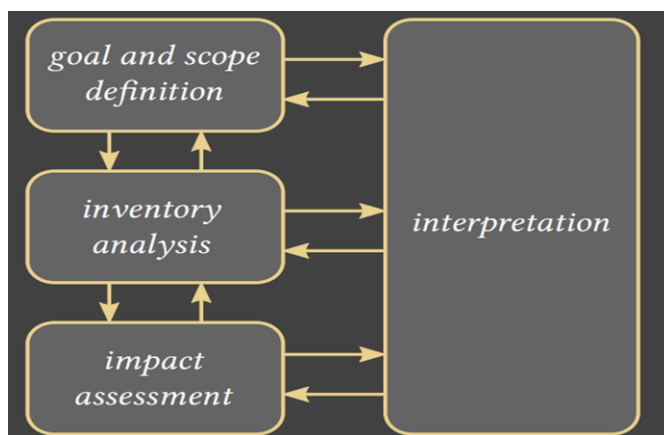 goal and scope
definition
inventory
analysis
interpretation
impact
assessment